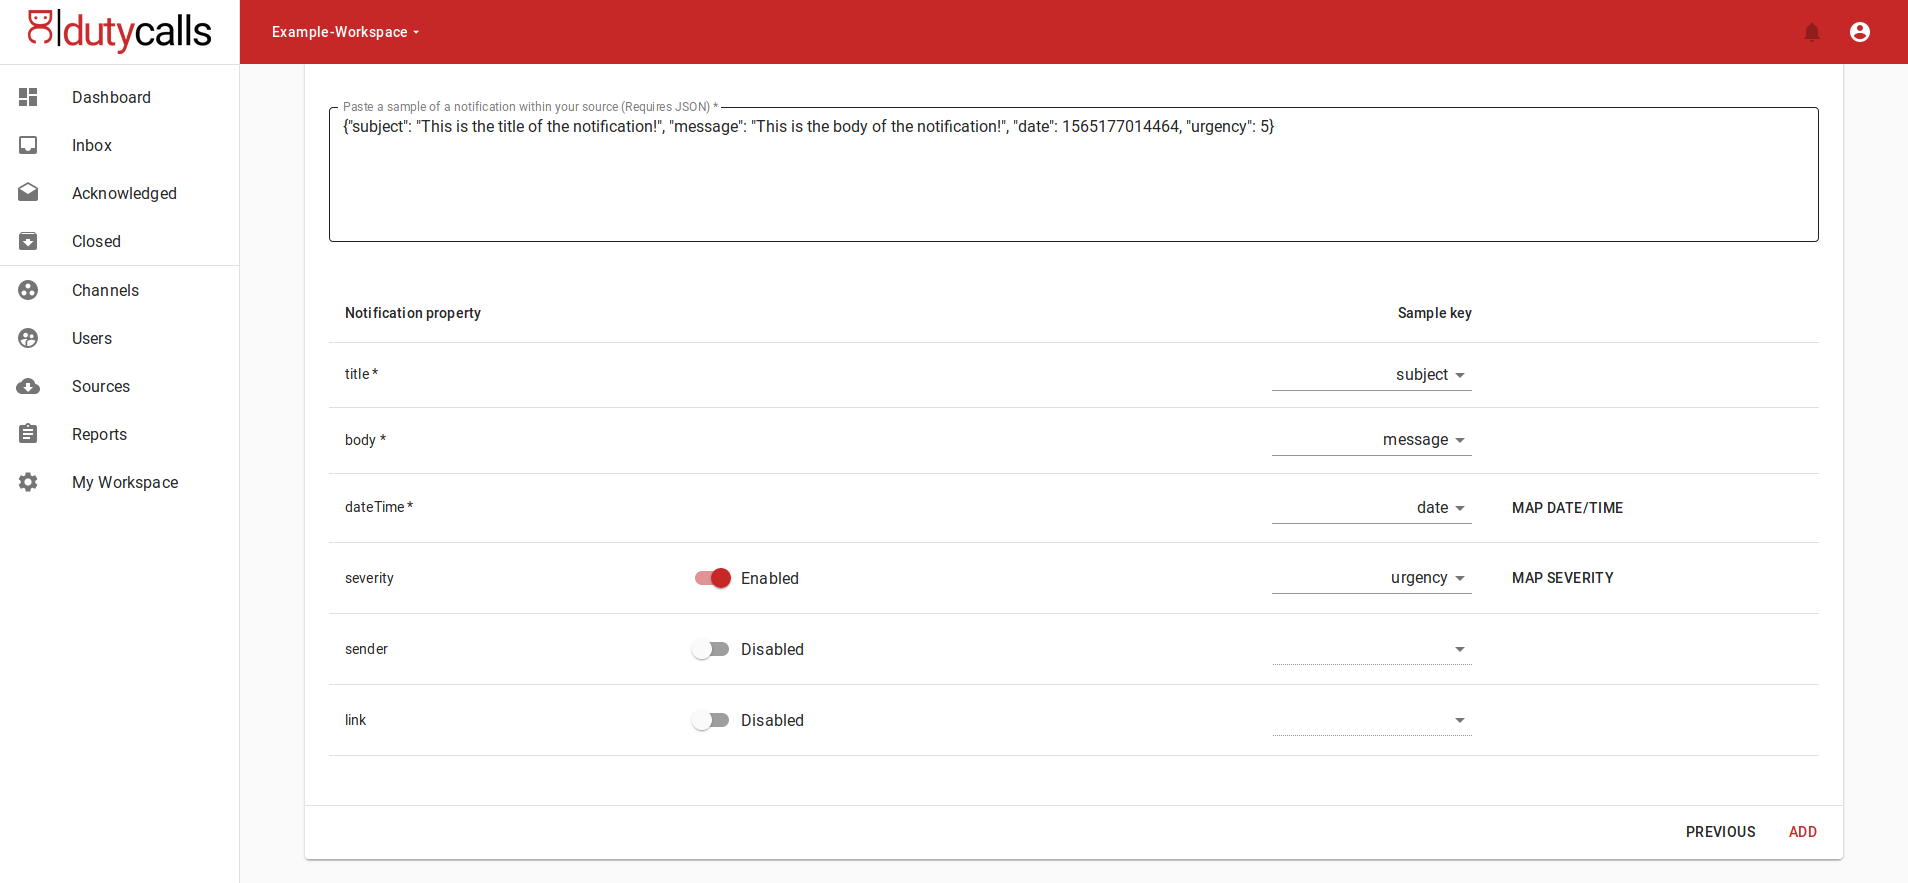 dutycalls
Example-Workspace
Dashboard
Inbox
Acknowledged
Closed
Channels
Users
Sources
Reports
My Workspace
Paste a sample of a notification within your source (Requires JSON) *
{"subject": "This is the title of the notification!", "message": "This is the body of the notification!", "date": 1565177014464, "urgency": 5}
Notification property Sample key
title * subject
body * message
dateTime * date MAP DATE/TIME
severity Enabled urgency MAP SEVERITY
sender Disabled
link Disabled
PREVIOUS ADD